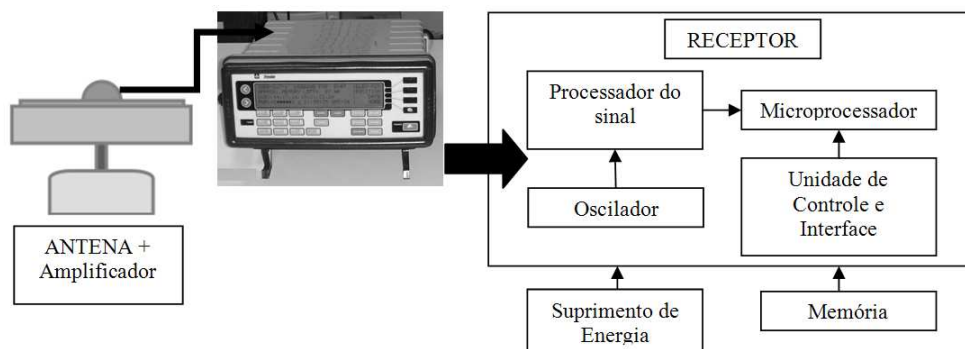 RECEPTOR
Processador do
sinal
Microprocessador
Oscilador
Unidade de
Controle e
Interface
ANTENA +
Amplificador
Suprimento de
Energia
Memória